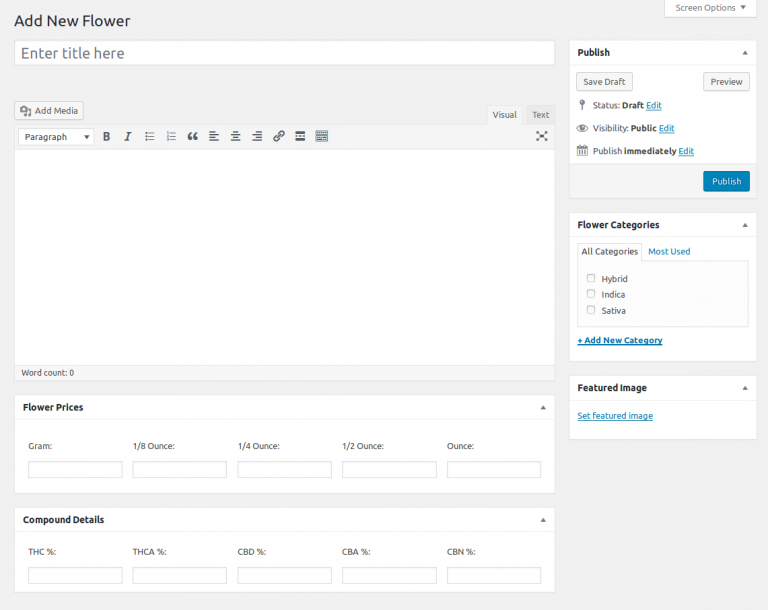 Screen Options
Add New Flower
Enter title here
Add Media
Visual
Text
Paragraph
B I
Word count: 0
Flower Prices
Gram: 1/8 Ounce: 1/4 Ounce: 1/2 Ounce: Ounce:
Compound Details
THC %: THCA %: CBD %: CBA %: CBN %:
Publish
Save Draft
Preview
Status: Draft Edit
Visibility: Public Edit
Publish immediately Edit
Publish
Flower Categories
All Categories
Most Used
Hybrid
Indica
Sativa
+ Add New Category
Featured Image
Set featured image